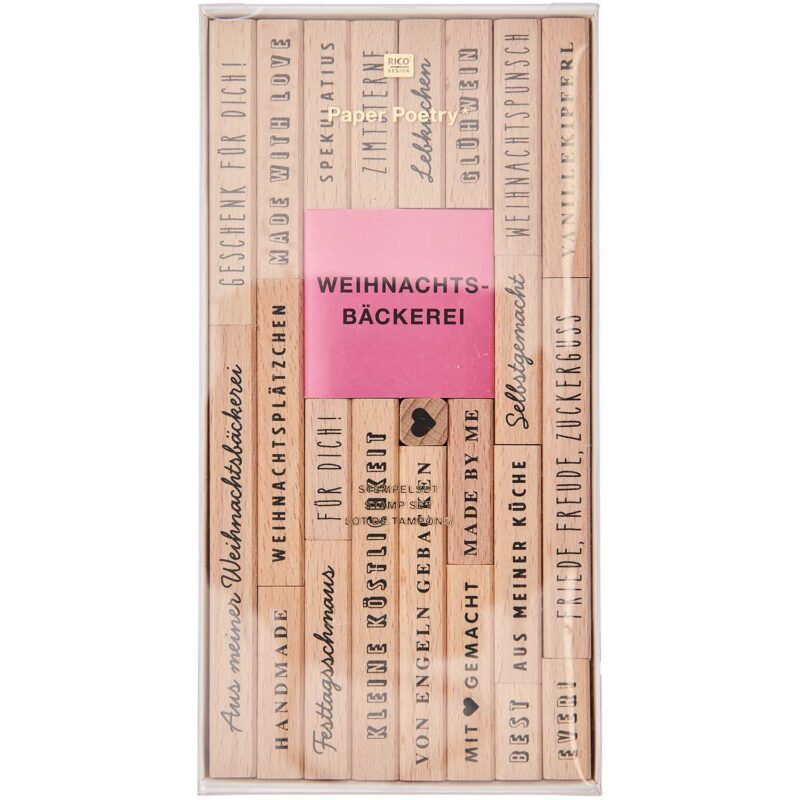 RICO
DESIGN
Paper Poetry*
WEIHNACHTS-
BÄCKEREI
STEMPELSET
STAMP SET
LOT DE TAMPONS
GESCHENK FÜR DICH!
MADE WITH LOVE
SPEKULATIUS
ZIMTSTERNE
Lebkuchen
GLÜHWEIN
WEIHNACHTSPUNSCH
VANILLEKIPFERL
Aus meiner Weihnachtsbäckerei
WEIHNACHTSPLÄTZCHEN
FÜR DICH!
KLEINE KÖSTLICHKEIT
VON ENGELN GEBACKEN
MADE BY ME
Selbstgemacht
FRIEDE, FREUDE, ZUCKERGUSS
HANDMADE
Festtagsschmaus
MIT ♥ GEMACHT
AUS MEINER KÜCHE
BEST
EVER!